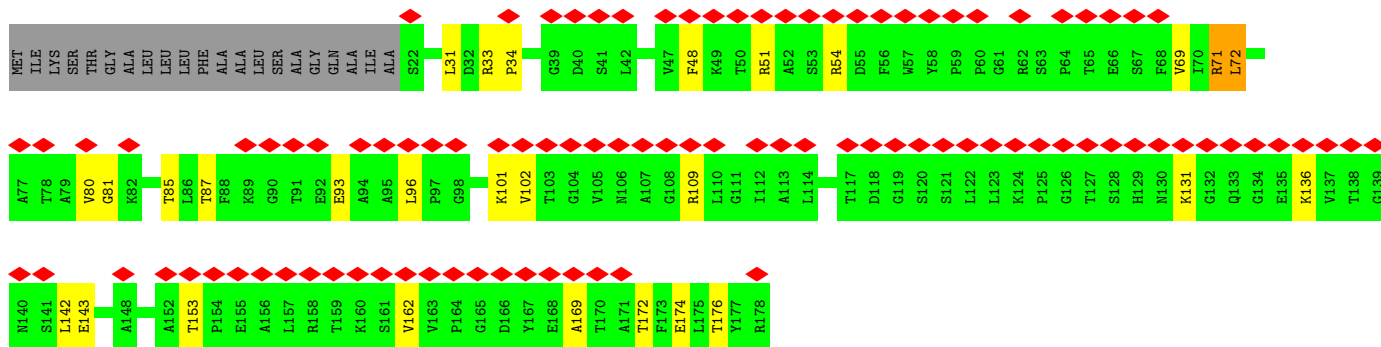 MET ILE LYS SER THR GLY ALA LEU LEU LEU PHE ALA ALA LEU SER ALA GLY GLN ALA ILE ALA S22 L31 D32 R33 P34 G39 D40 S41 L42 V47 F48 K49 T50 R51 A52 S53 R54 D55 F56 W57 Y58 P59 P60 G61 R62 S63 P64 T65 E66 S67 F68 V69 I70 R71 L72
A77 T78 A79 V80 G81 K82 T85 L86 T87 F88 K89 G90 T91 E92 E93 A94 A95 L96 P97 G98 K101 V102 T103 G104 V105 N106 A107 G108 R109 L110 G111 I112 A113 L114 T117 D118 G119 S120 S121 L122 L123 K124 P125 G126 T127 S128 H129 N130 K131 G132 Q133 G134 E135 K136 V137 T138 G139
N140 S141 L142 E143 A148 A152 T153 P154 E155 A156 L157 R158 T159 K160 S161 V162 V163 P164 G165 D166 Y167 E168 A169 T170 A171 T172 F173 E174 L175 T176 Y177 R178